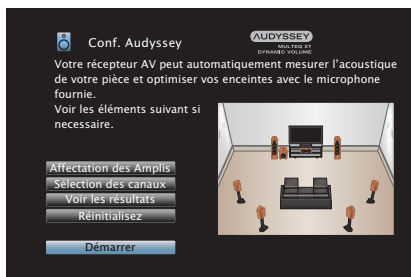 Conf. Audyssey
AUDYSSEY
MULTEQ XT
DYNAMIC VOLUME
Votre récepteur AV peut automatiquement mesurer l'acoustique
de votre pièce et optimiser vos enceintes avec le microphone
fournie.
Voir les éléments suivant si
necessaire.
Affectation des Amplis
Sélection des canaux
Voir les résultats
Réinitialisez
Démarrer